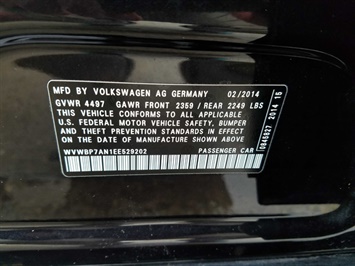 MFD BY VOLKSWAGEN AG GERMANY 02/2014
GVWR 4497 GAWR FRONT 2359 / REAR 2249 LBS
THIS VEHICLE CONFORMS TO ALL APPLICABLE
U.S. FEDERAL MOTOR VEHICLE SAFETY, BUMPER
AND THEFT PREVENTION STANDARDS IN EFFECT
ON THE DATE OF MANUFACTURE SHOWN ABOVE
WVWBP7AN1EE529202 PASSENGER CAR
2014 15